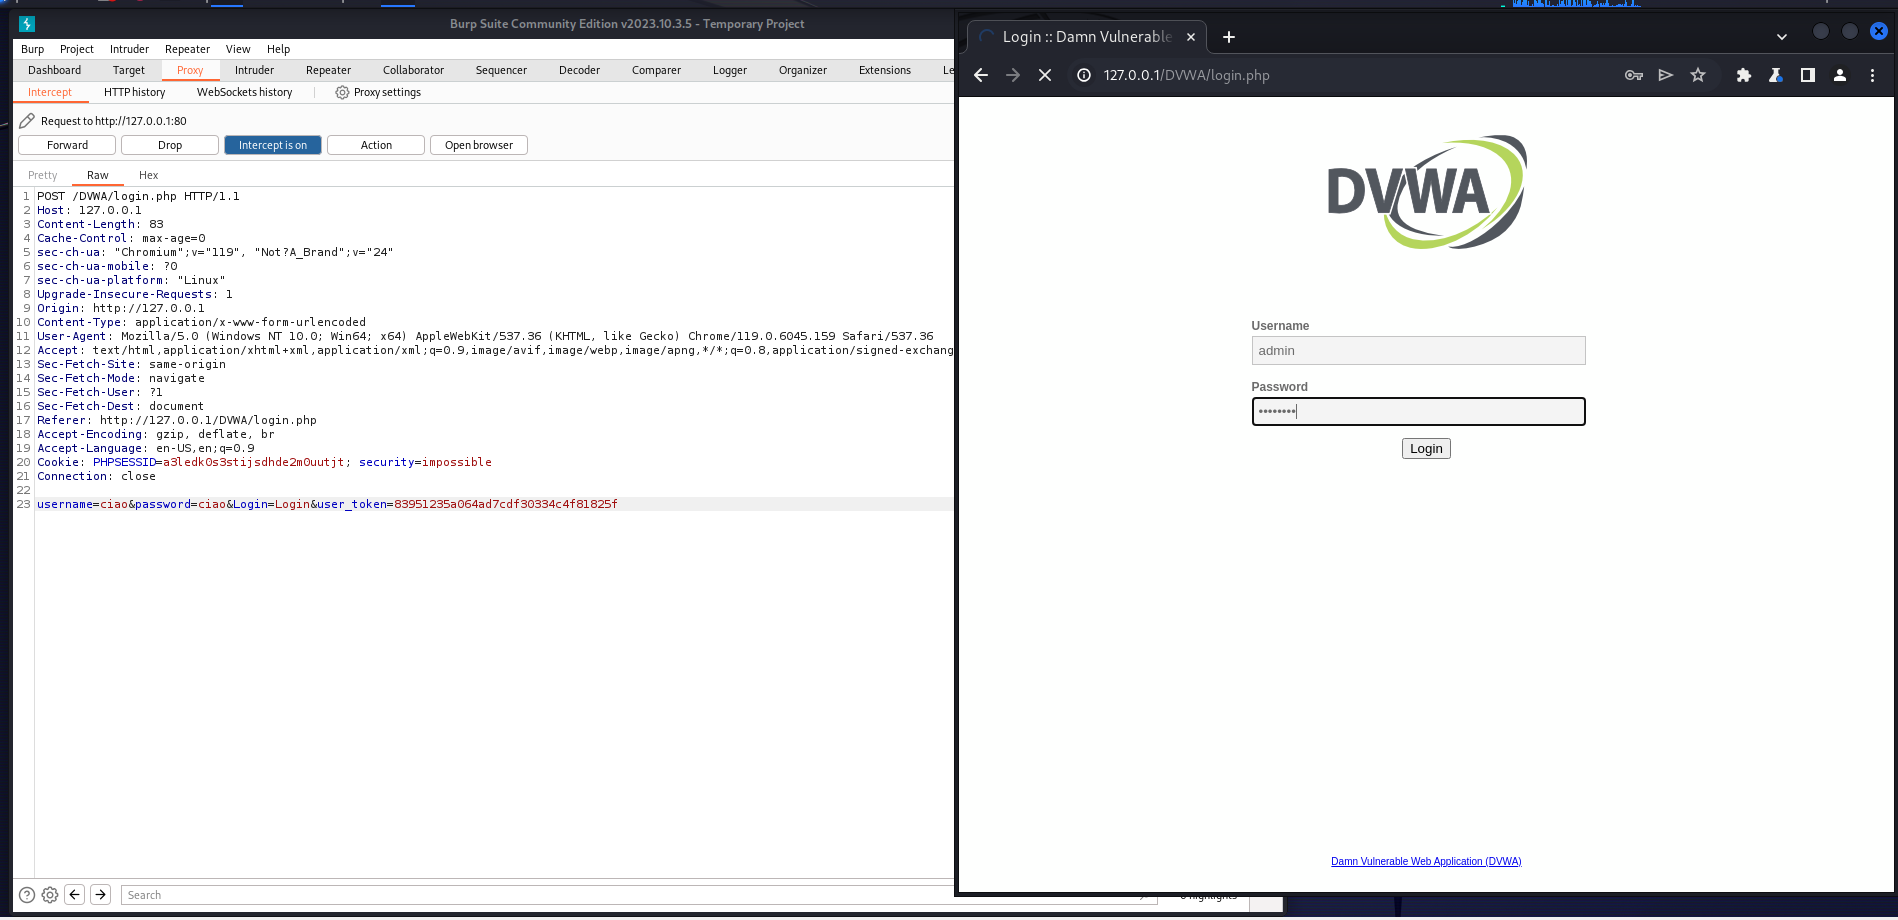 Burp Suite Community Edition v2023.10.3.5 - Temporary Project
Burp Project Intruder Repeater View Help
Dashboard Target Proxy Intruder Repeater Collaborator Sequencer Decoder Comparer Logger Organizer Extensions Le
Intercept HTTP history WebSockets history Proxy settings
Request to http://127.0.0.1:80
Forward Drop Intercept is on Action Open browser
Pretty Raw Hex
1 POST /DVWA/login.php HTTP/1.1
2 Host: 127.0.0.1
3 Content-Length: 83
4 Cache-Control: max-age=0
5 sec-ch-ua: "Chromium";v="119", "Not?A_Brand";v="24"
6 sec-ch-ua-mobile: ?0
7 sec-ch-ua-platform: "Linux"
8 Upgrade-Insecure-Requests: 1
9 Origin: http://127.0.0.1
10 Content-Type: application/x-www-form-urlencoded
11 User-Agent: Mozilla/5.0 (Windows NT 10.0; Win64; x64) AppleWebKit/537.36 (KHTML, like Gecko) Chrome/119.0.6045.159 Safari/537.36
12 Accept: text/html,application/xhtml+xml,application/xml;q=0.9,image/avif,image/webp,image/apng,*/*;q=0.8,application/signed-exchang
13 Sec-Fetch-Site: same-origin
14 Sec-Fetch-Mode: navigate
15 Sec-Fetch-User: ?1
16 Sec-Fetch-Dest: document
17 Referer: http://127.0.0.1/DVWA/login.php
18 Accept-Encoding: gzip, deflate, br
19 Accept-Language: en-US,en;q=0.9
20 Cookie: PHPSESSID=a3ledk0s3stijsdhde2m0uutjt; security=impossible
21 Connection: close
22
23 username=ciao&password=ciao&Login=Login&user_token=83951235a064ad7cdf30334c4f81825f
Search
Login :: Damn Vulnerable
127.0.0.1/DVWA/login.php
DVWA
Username
admin
Password
••••••••
Login
Damn Vulnerable Web Application (DVWA)